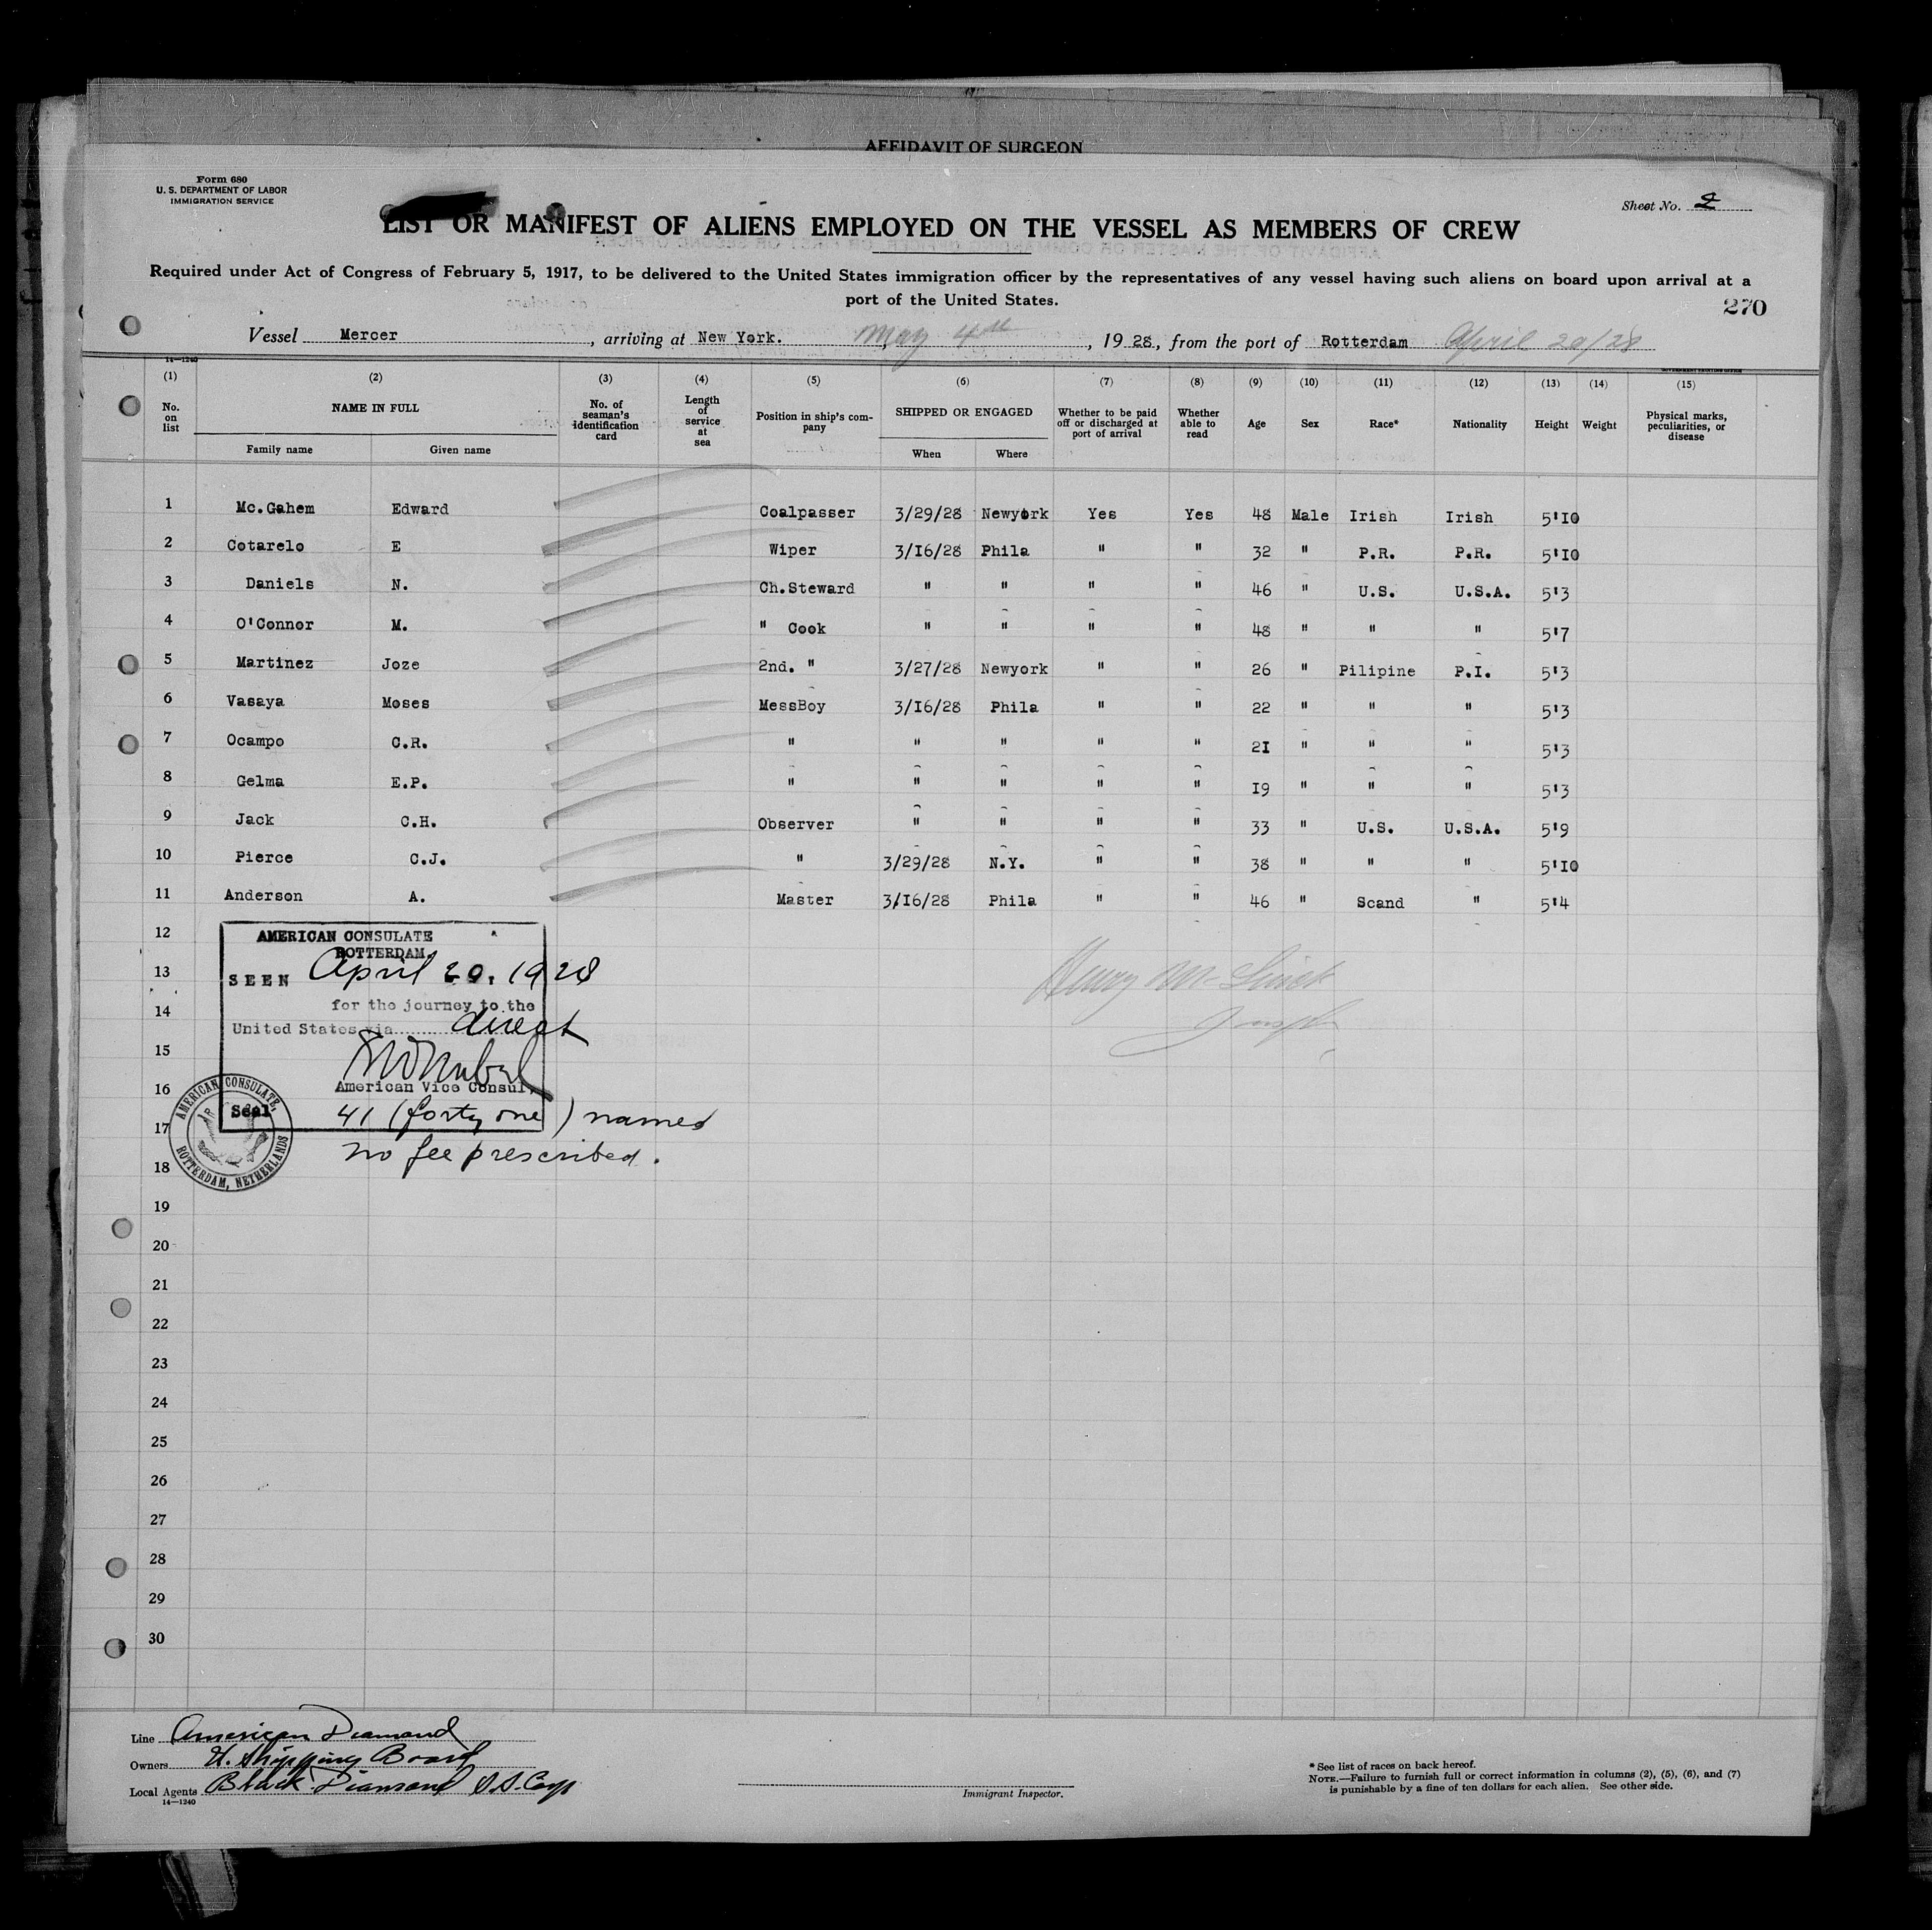 AFFIDAVIT OF SURGEON
Form 680
U. S. DEPARTMENT OF LABOR
IMMIGRATION SERVICE
Sheet No. 2
LIST OR MANIFEST OF ALIENS EMPLOYED ON THE VESSEL AS MEMBERS OF CREW
Required under Act of Congress of February 5, 1917, to be delivered to the United States immigration officer by the representatives of any vessel having such aliens on board upon arrival at a
port of the United States.
270
Vessel Mercer, arriving at New York. May 4th, 1928, from the port of Rotterdam April 20/28
14—1240
(1) (2) (3) (4) (5) (6) (7) (8) (9) (10) (11) (12) (13) (14) (15)
No. on list NAME IN FULL Family name Given name No. of seaman's identification card Length of service at sea Position in ship's company SHIPPED OR ENGAGED When Where Whether to be paid off or discharged at port of arrival Whether able to read Age Sex Race* Nationality Height Weight Physical marks, peculiarities, or disease
1 Mc.Gahem Edward Coalpasser 3/29/28 Newyork Yes Yes 48 Male Irish Irish 5'10
2 Cotarelo E Wiper 3/16/28 Phila " " 32 " P.R. P.R. 5'10
3 Daniels N. Ch.Steward " " " " 46 " U.S. U.S.A. 5'3
4 O'Connor M. " Cook " " " " 48 " " " 5'7
5 Martinez Joze 2nd. " 3/27/28 Newyork " " 26 " Pilipine P.I. 5'3
6 Vasaya Moses MessBoy 3/16/28 Phila " " 22 " " " 5'3
7 Ocampo C.R. " " " " " 21 " " " 5'3
8 Gelma E.P. " " " " " 19 " " " 5'3
9 Jack C.H. Observer " " " " 33 " U.S. U.S.A. 5'9
10 Pierce C.J. " 3/29/28 N.Y. " " 38 " " " 5'10
11 Anderson A. Master 3/16/28 Phila " " 46 " Scand " 5'4
12
13
14
15
16
17
18
19
20
21
22
23
24
25
26
27
28
29
30
AMERICAN CONSULATE
ROTTERDAM.
SEEN April 20, 1928
for the journey to the
United States via direct
American Vice Consul,
Seal
41 (forty one) names
no fee prescribed.
AMERICAN CONSULATE, ROTTERDAM, NETHERLANDS
Henry
Line American Diamond
Owners U. Shipping Board
Local Agents Black Diamond S.S. Corp
14—1240
Immigrant Inspector.
* See list of races on back hereof.
NOTE.—Failure to furnish full or correct information in columns (2), (5), (6), and (7)
is punishable by a fine of ten dollars for each alien. See other side.